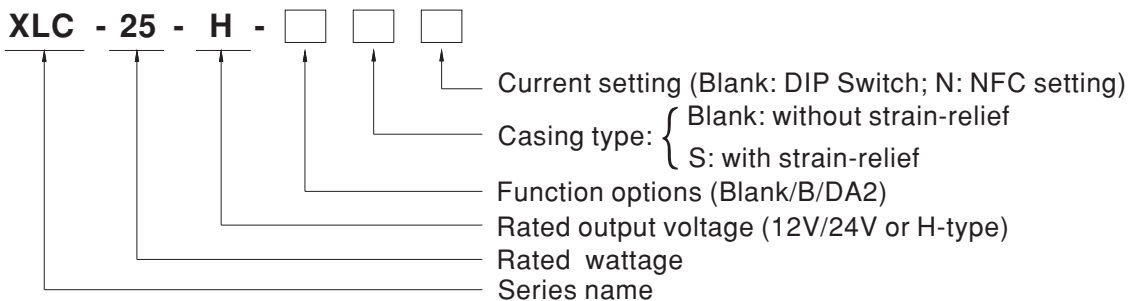 XLC - 25 - H -
Current setting (Blank: DIP Switch; N: NFC setting)
Casing type: { Blank: without strain-relief
S: with strain-relief
Function options (Blank/B/DA2)
Rated output voltage (12V/24V or H-type)
Rated wattage
Series name